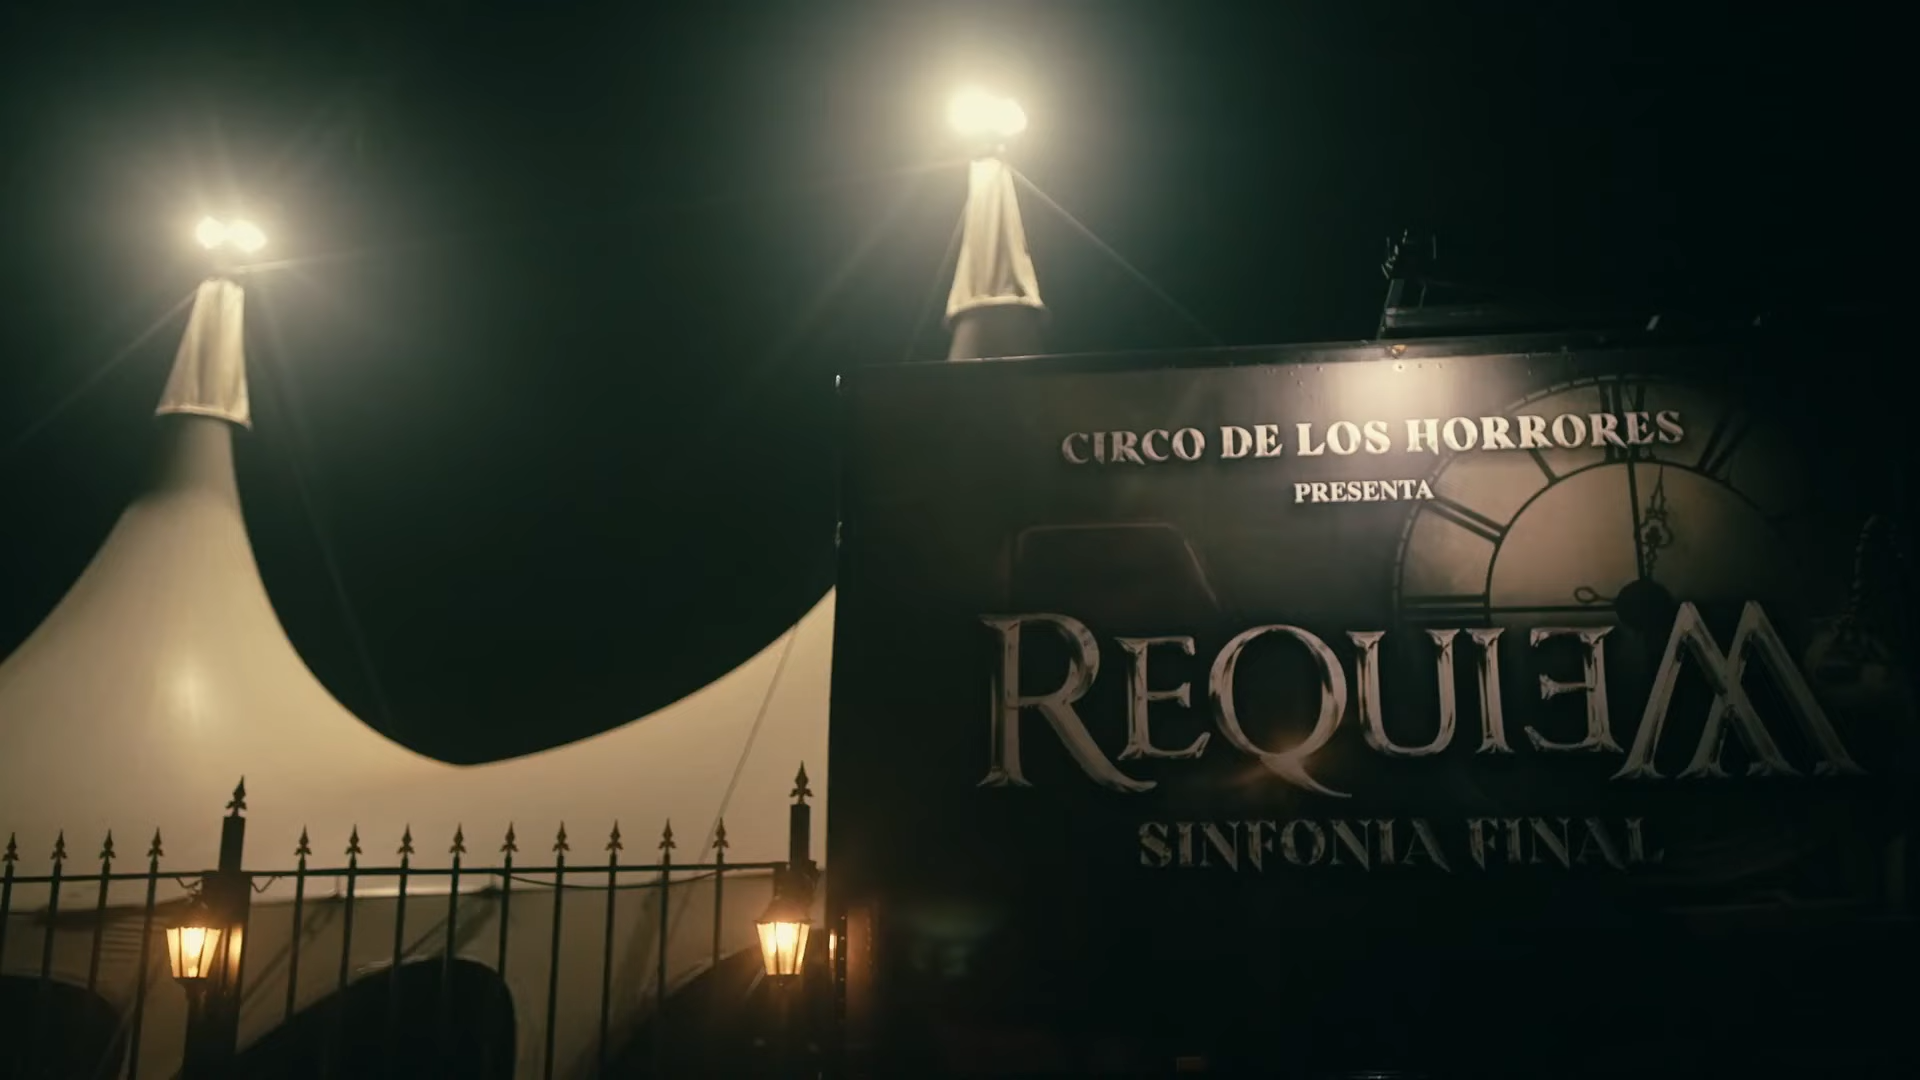 CIRCO DE LOS HORRORES
PRESENTA
REQUIEM
SINFONIA FINAL